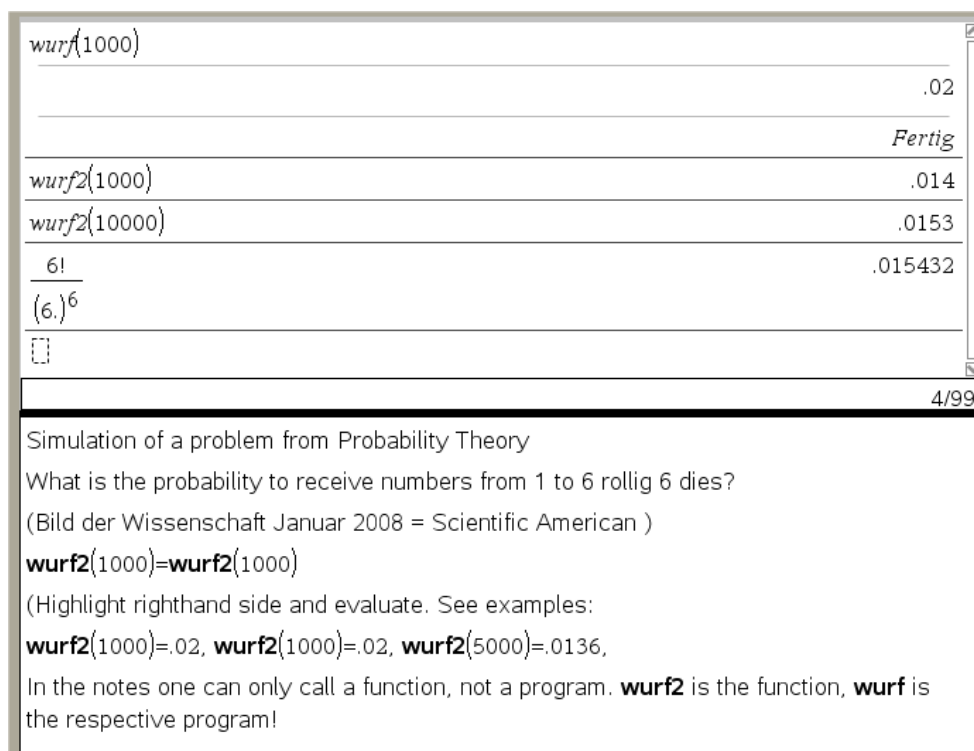 wurf(1000)
.02
Fertig
wurf2(1000) .014
wurf2(10000) .0153
6!
(6.)^6 .015432
4/99
Simulation of a problem from Probability Theory
What is the probability to receive numbers from 1 to 6 rollig 6 dies?
(Bild der Wissenschaft Januar 2008 = Scientific American )
wurf2(1000)=wurf2(1000)
(Highlight righthand side and evaluate. See examples:
wurf2(1000)=.02, wurf2(1000)=.02, wurf2(5000)=.0136,
In the notes one can only call a function, not a program. wurf2 is the function, wurf is
the respective program!